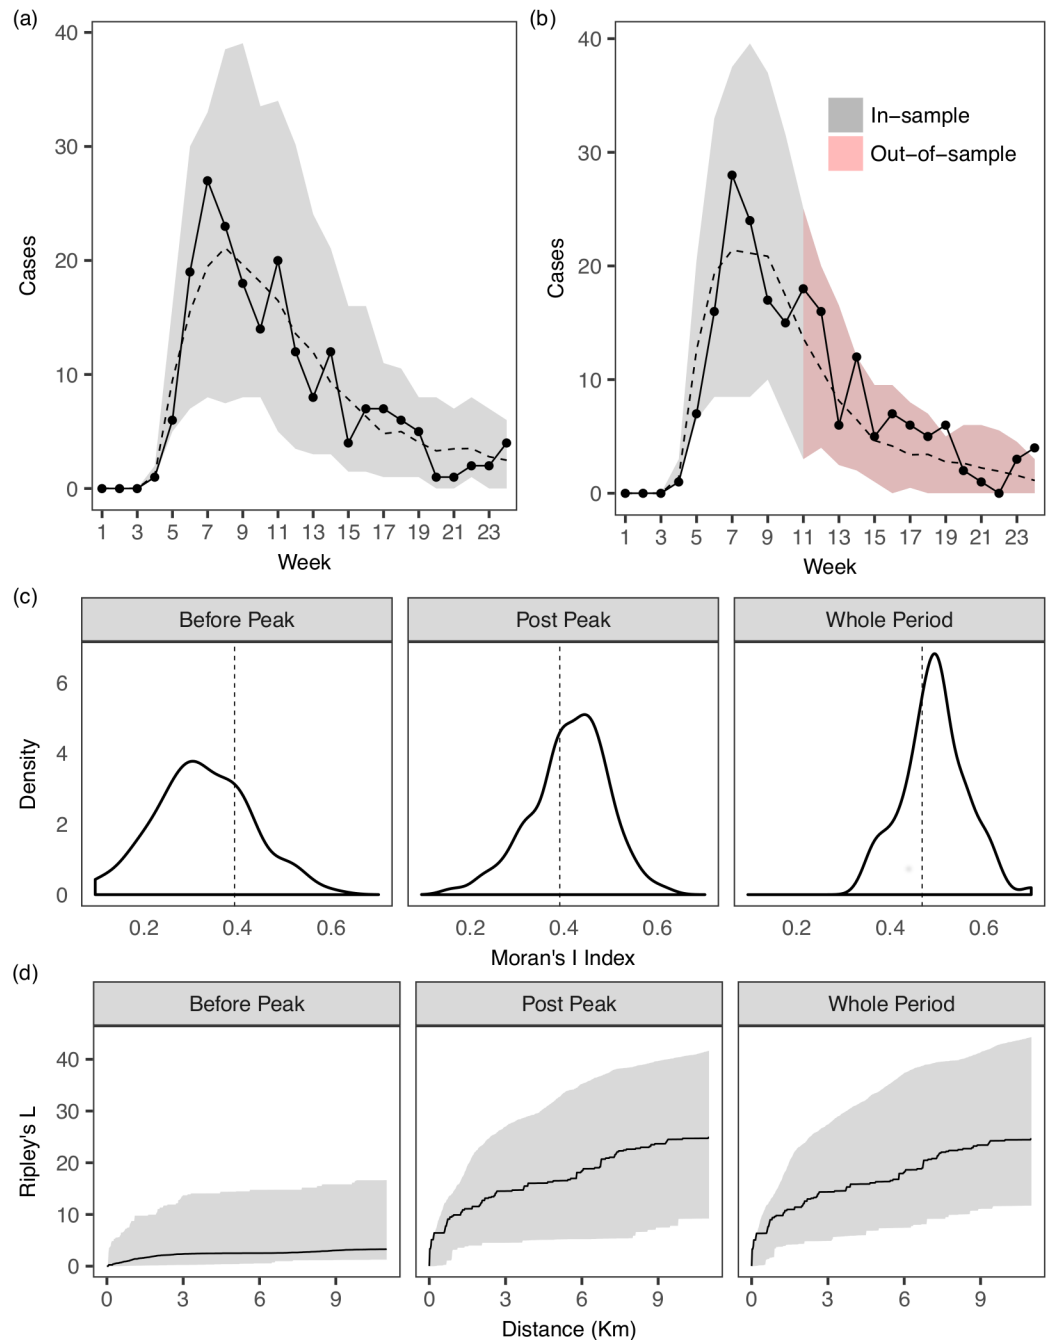 (a)
(b)
40
30
20
10
0
Cases
1 3 5 7 9 11 13 15 17 19 21 23
Week
40
30
20
10
0
Cases
In−sample
Out−of−sample
1 3 5 7 9 11 13 15 17 19 21 23
Week
(c)
Before Peak
Post Peak
Whole Period
6
4
2
0
Density
0.2 0.4 0.6
0.2 0.4 0.6
0.2 0.4 0.6
Moran's I Index
(d)
Before Peak
Post Peak
Whole Period
40
30
20
10
0
Ripley's L
0 3 6 9
0 3 6 9
0 3 6 9
Distance (Km)